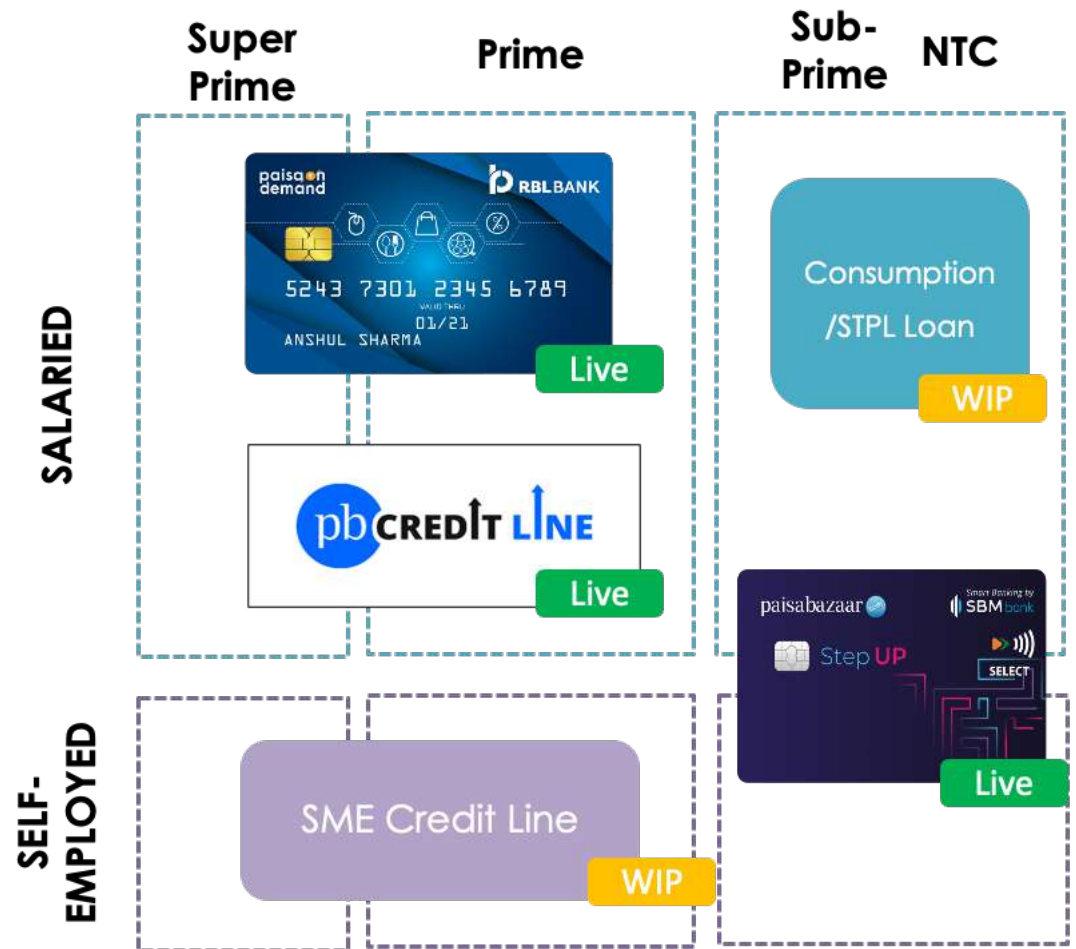 Super
Prime
Prime
Sub-
Prime
NTC
SALARIED
paisaon
demand
RBLBANK
5243 7301 2345 6789
VALID THRU
01/21
ANSHUL SHARMA
Live
Consumption
/STPL Loan
WIP
pb CREDIT LINE
Live
paisabazaar
Smart Banking by
SBM bank
Step UP
SELECT
Live
SELF-
EMPLOYED
SME Credit Line
WIP